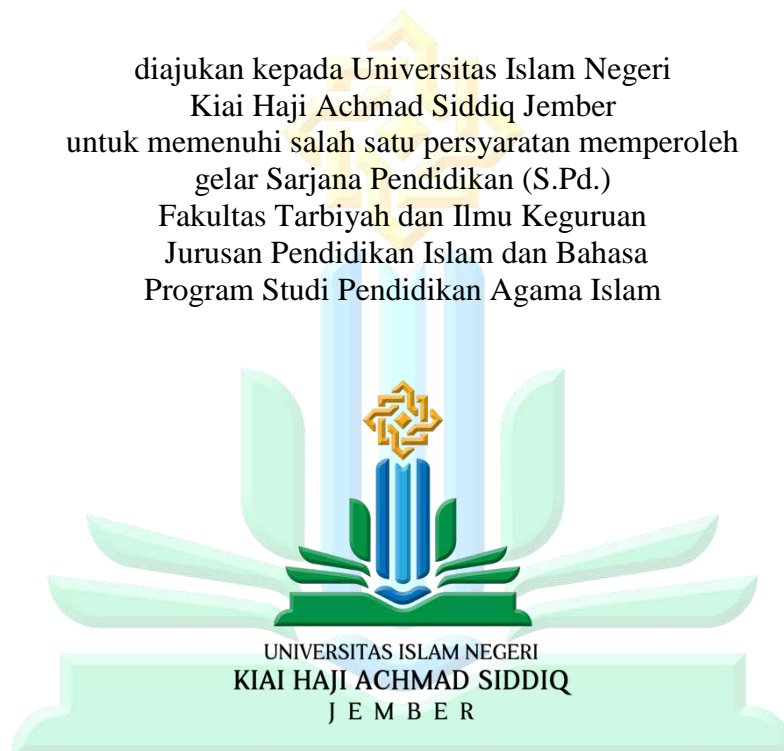 diajukan kepada Universitas Islam Negeri
Kiai Haji Achmad Siddiq Jember
untuk memenuhi salah satu persyaratan memperoleh
gelar Sarjana Pendidikan (S.Pd.)
Fakultas Tarbiyah dan Ilmu Keguruan
Jurusan Pendidikan Islam dan Bahasa
Program Studi Pendidikan Agama Islam
UNIVERSITAS ISLAM NEGERI
KIAI HAJI ACHMAD SIDDIQ
JEMBER